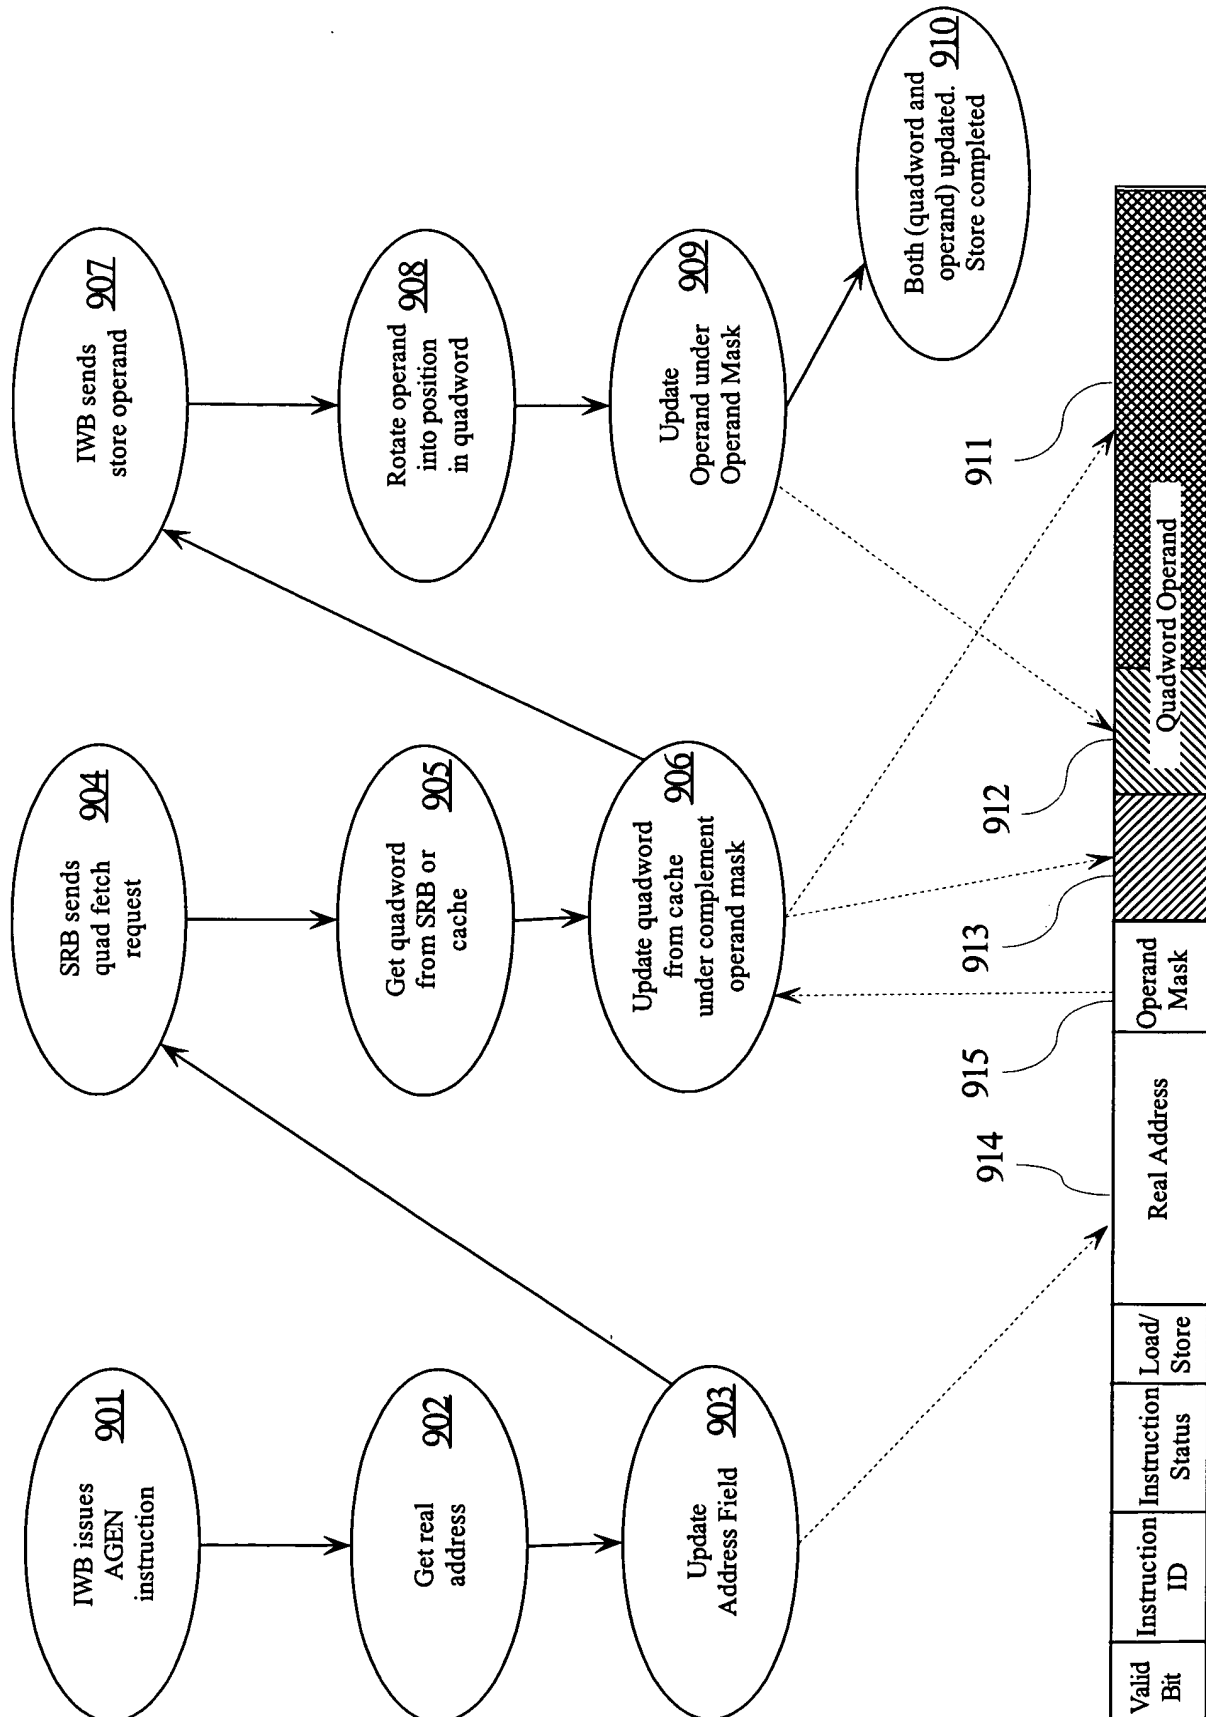 IWB issues
AGEN
instruction
901
Get real
address
902
Update
Address Field
903
SRB sends
quad fetch
request
904
Get quadword
from SRB or
cache
905
Update quadword
from cache
under complement
operand mask
906
IWB sends
store operand
907
Rotate operand
into position
in quadword
908
Update
Operand under
Operand Mask
909
Both (quadword and
operand) updated.
Store completed
910
914
915
913
912
911
Valid
Bit
Instruction
ID
Instruction
Status
Load/
Store
Real Address
Operand
Mask
Quadword Operand